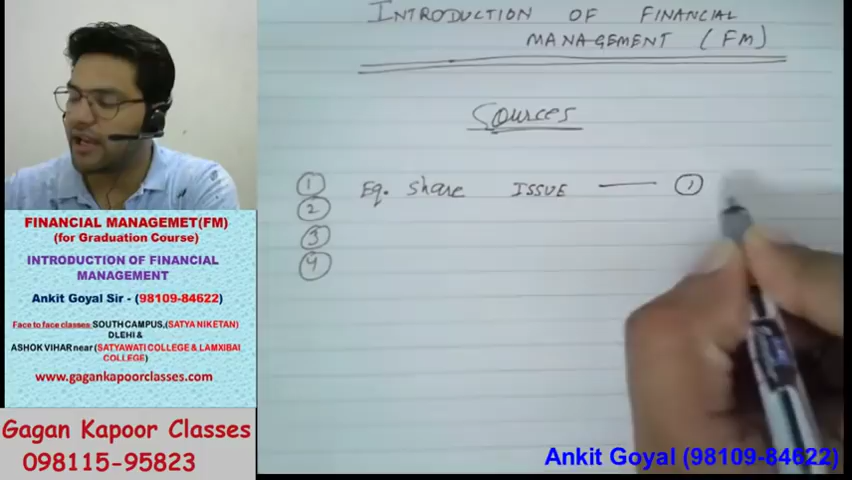 INTRODUCTION OF FINANCIAL
MANAGEMENT (FM)
Sources
① Eq. share ISSUE — ①
②
③
④
FINANCIAL MANAGEMET(FM)
(for Graduation Course)
INTRODUCTION OF FINANCIAL
MANAGEMENT
Ankit Goyal Sir - (98109-84622)
Face to face classes: SOUTH CAMPUS,(SATYA NIKETAN)
DLEHI &
ASHOK VIHAR near (SATYAWATI COLLEGE & LAMXIBAI
COLLEGE)
www.gagankapoorclasses.com
Gagan Kapoor Classes
098115-95823
Ankit Goyal (98109-84622)